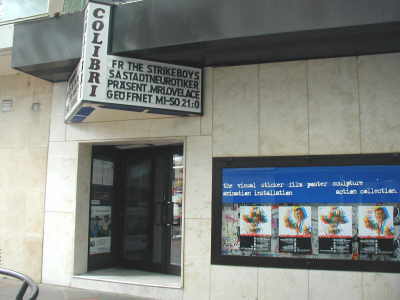 COLIBRI
FR THE STRIKEBOYS
SA STADTNEUROTIKER
PRÄSENT. MR LOVELACE
GEÖFFNET MI-SO 21:0
the visual sticker film poster sculpture
animation installation action collection.